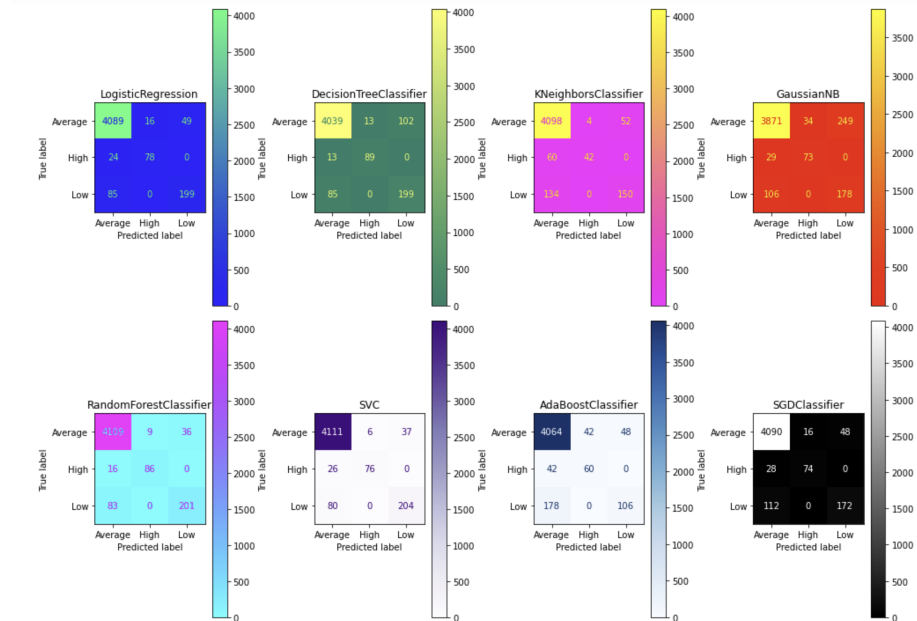 LogisticRegression
True label
Average 4089 16 49
High 24 78 0
Low 85 0 199
Average High Low
Predicted label
4000
3500
3000
2500
2000
1500
1000
500
0
DecisionTreeClassifier
True label
Average 4039 13 102
High 13 89 0
Low 85 0 199
Average High Low
Predicted label
4000
3500
3000
2500
2000
1500
1000
500
0
KNeighborsClassifier
True label
Average 4098 4 52
High 60 42 0
Low 134 0 150
Average High Low
Predicted label
4000
3500
3000
2500
2000
1500
1000
500
0
GaussianNB
True label
Average 3871 34 249
High 29 73 0
Low 106 0 178
Average High Low
Predicted label
3500
3000
2500
2000
1500
1000
500
0
RandomForestClassifier
True label
Average 4109 9 36
High 16 86 0
Low 83 0 201
Average High Low
Predicted label
4000
3500
3000
2500
2000
1500
1000
500
0
SVC
True label
Average 4111 6 37
High 26 76 0
Low 80 0 204
Average High Low
Predicted label
4000
3500
3000
2500
2000
1500
1000
500
0
AdaBoostClassifier
True label
Average 4064 42 48
High 42 60 0
Low 178 0 106
Average High Low
Predicted label
4000
3500
3000
2500
2000
1500
1000
500
0
SGDClassifier
True label
Average 4090 16 48
High 28 74 0
Low 112 0 172
Average High Low
Predicted label
4000
3500
3000
2500
2000
1500
1000
500
0